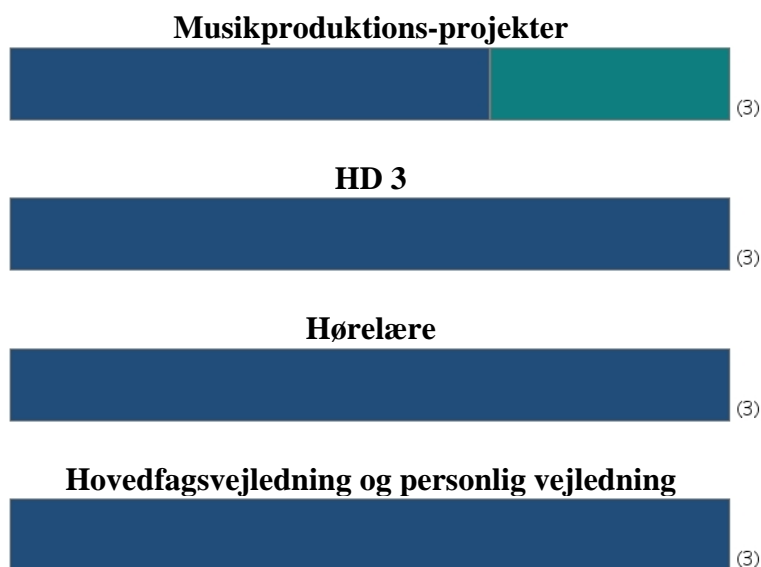 Musikproduktions-projekter
(3)
HD 3
(3)
Hørelære
(3)
Hovedfagsvejledning og personlig vejledning
(3)